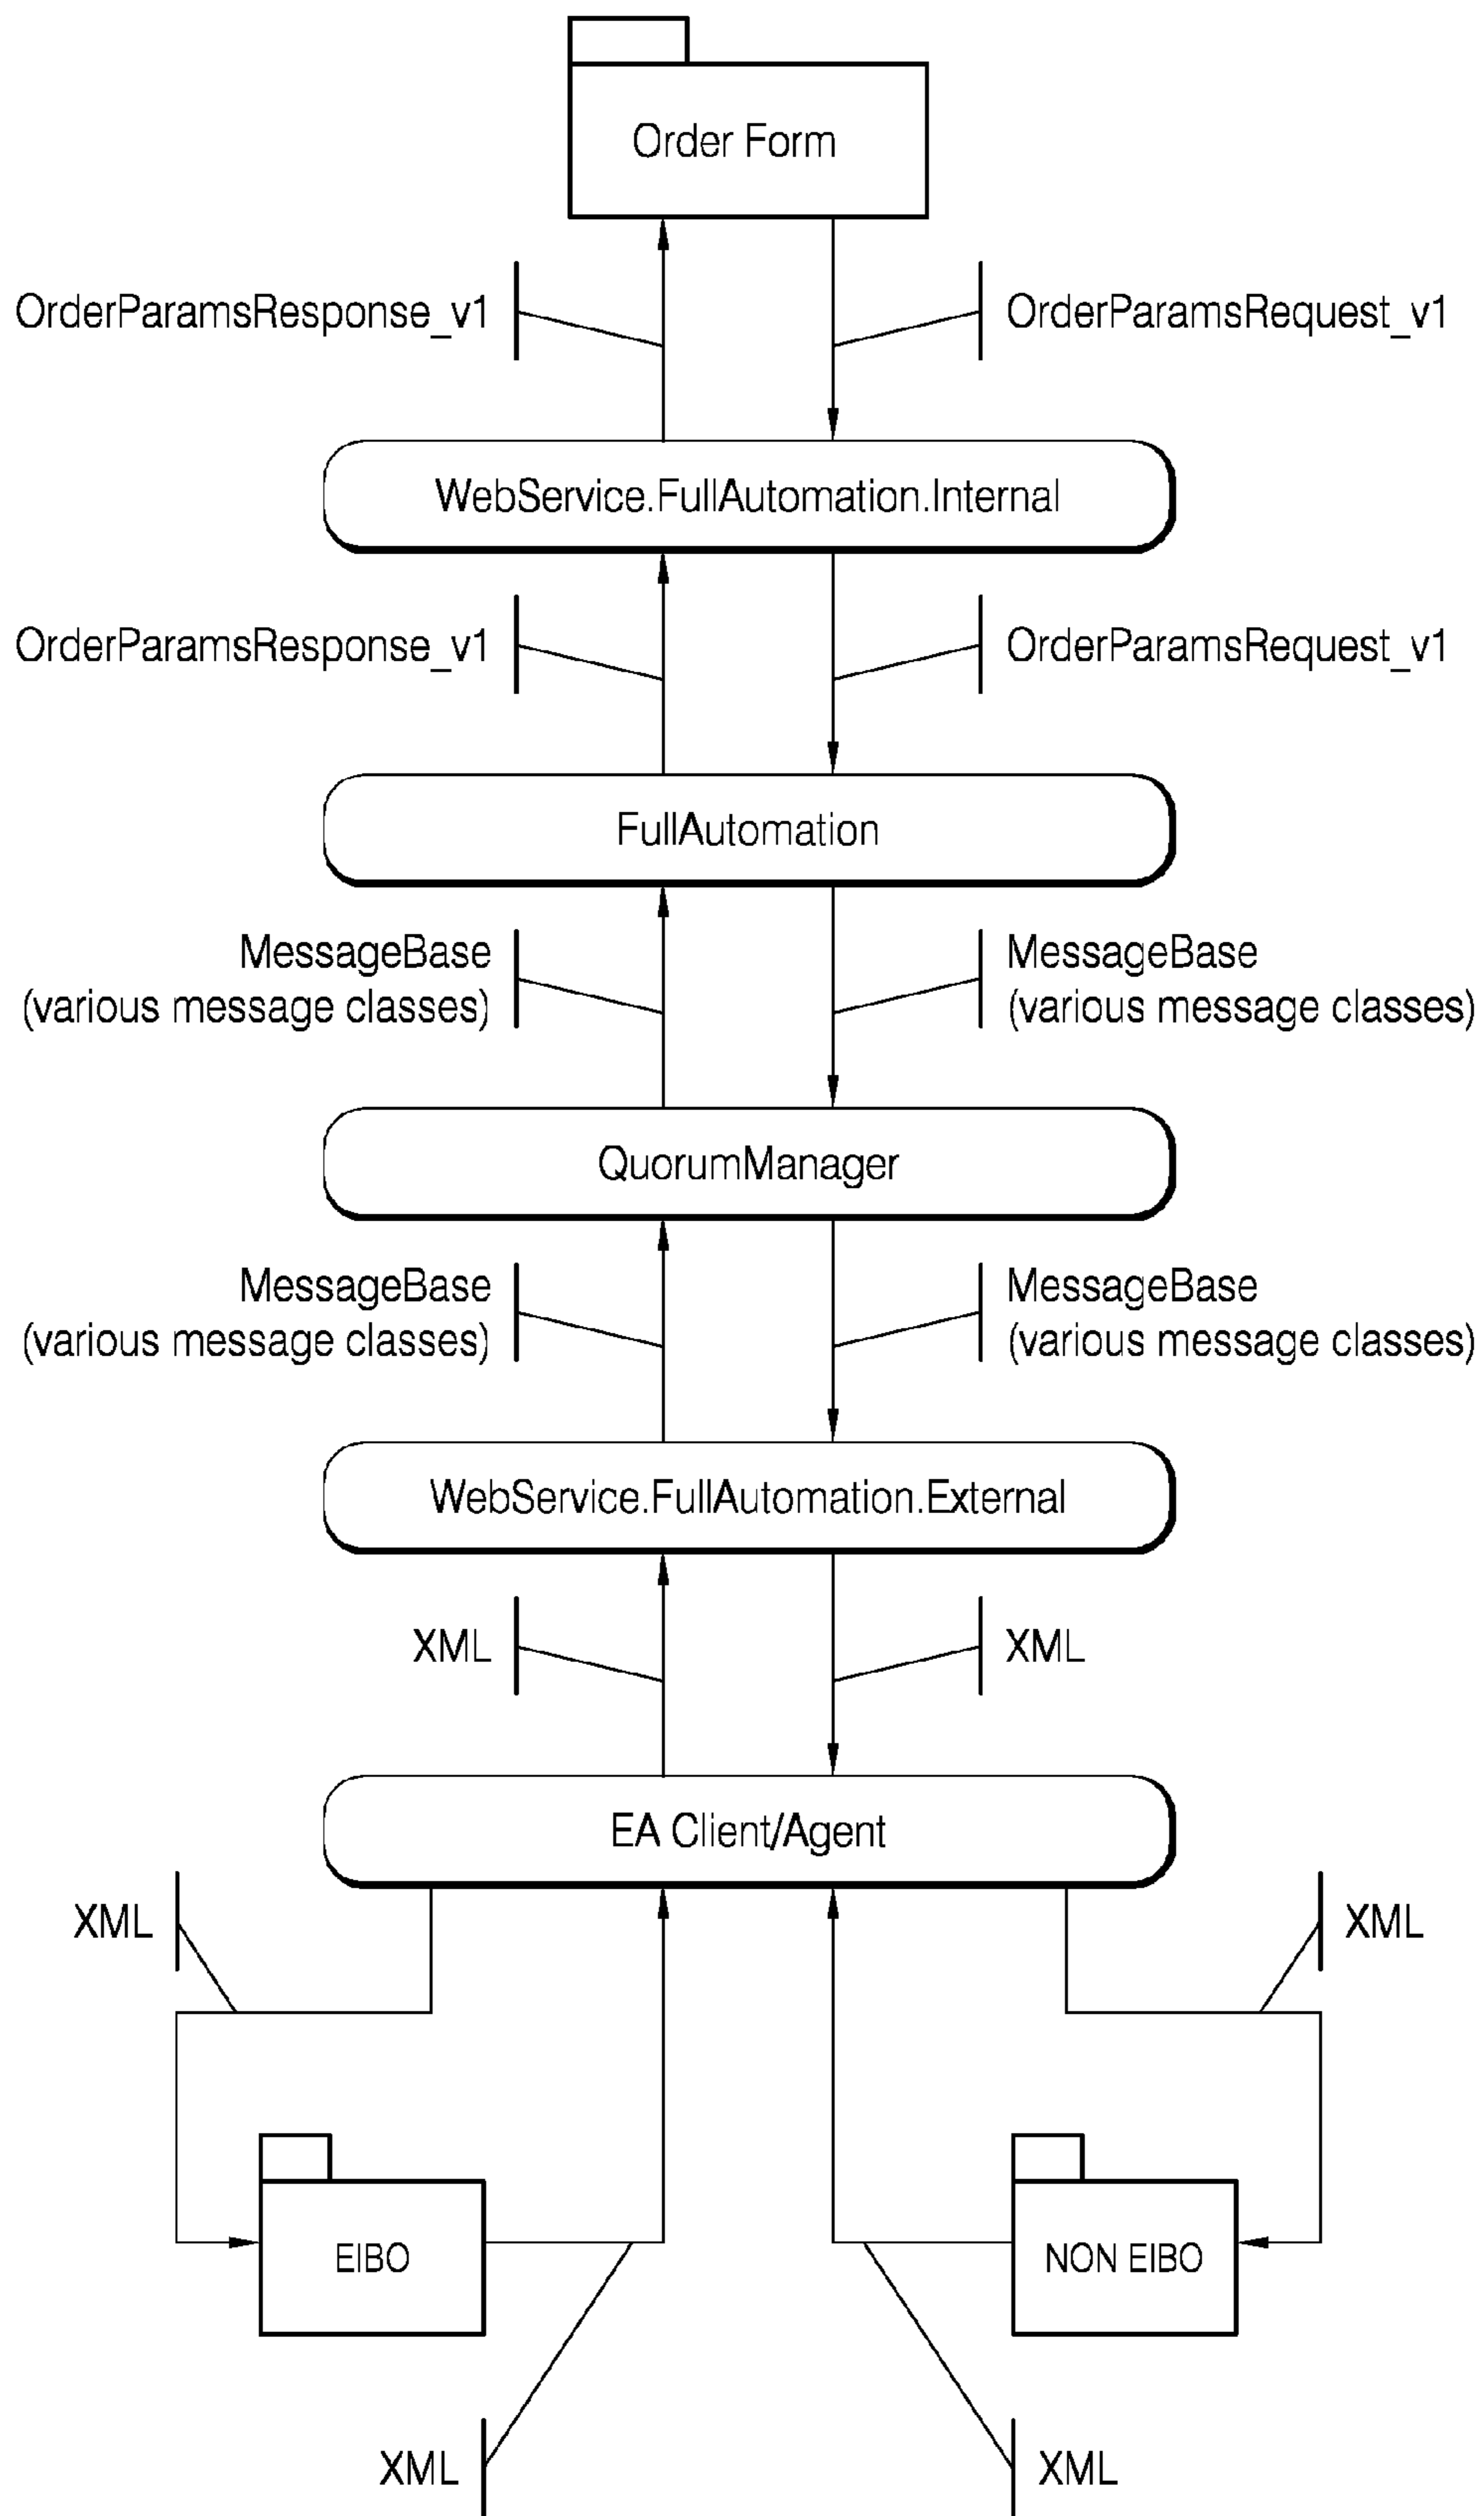 Order Form
OrderParamsResponse_v1
OrderParamsRequest_v1
WebService.FullAutomation.Internal
OrderParamsResponse_v1
OrderParamsRequest_v1
FullAutomation
MessageBase
(various message classes)
MessageBase
(various message classes)
QuorumManager
MessageBase
(various message classes)
MessageBase
(various message classes)
WebService.FullAutomation.External
XML
XML
EA Client/Agent
XML
XML
EIBO
NON EIBO
XML
XML